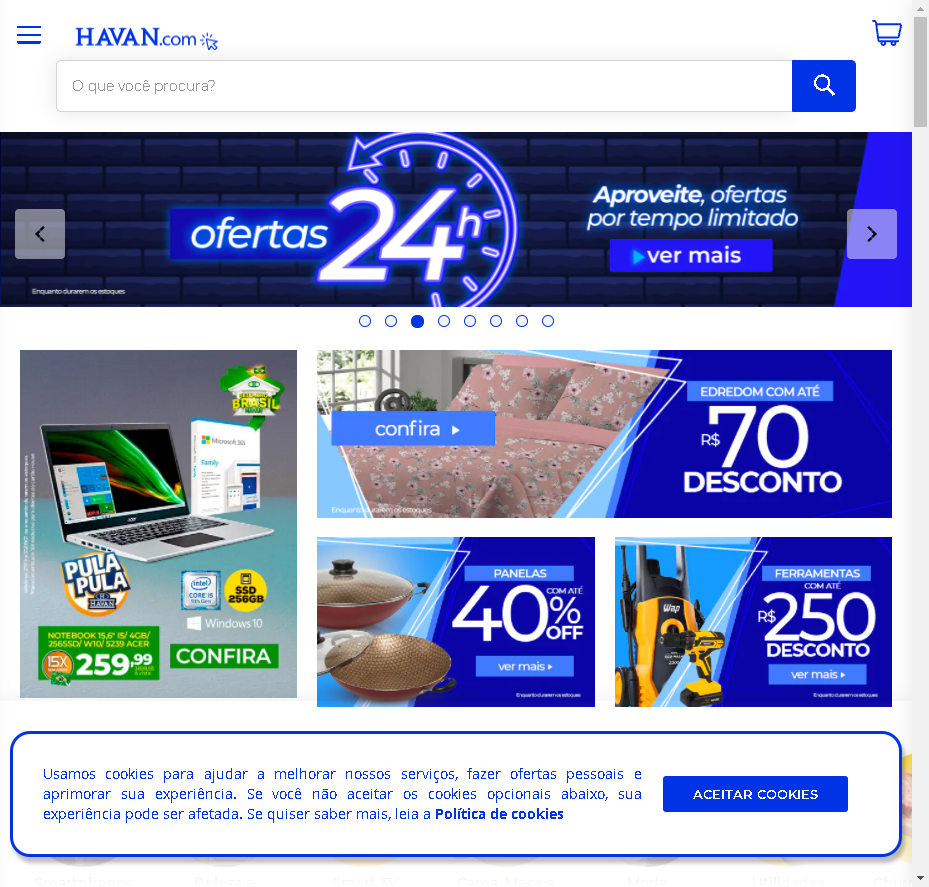 HAVAN.com
O que você procura?
ofertas 24h
Aproveite, ofertas
por tempo limitado
ver mais
Enquanto durarem os estoques
BRASIL
Microsoft 365
Family
acer
PULA
PULA
HAVAN
intel
CORE i5
SSD
256GB
Windows 10
NOTEBOOK 15,6" I5/ 4GB/
256SSD/ W10/ 5239 ACER
15X
259,99
CONFIRA
EDREDOM COM ATÉ
R$ 70
DESCONTO
confira
Enquanto durarem os estoques
PANELAS
COM ATÉ
40% OFF
ver mais
Enquanto durarem os estoques
Wap
FERRAMENTAS
COM ATÉ
R$ 250
DESCONTO
ver mais
Enquanto durarem os estoques
Usamos cookies para ajudar a melhorar nossos serviços, fazer ofertas pessoais e
aprimorar sua experiência. Se você não aceitar os cookies opcionais abaixo, sua
experiência pode ser afetada. Se quiser saber mais, leia a Política de cookies
ACEITAR COOKIES